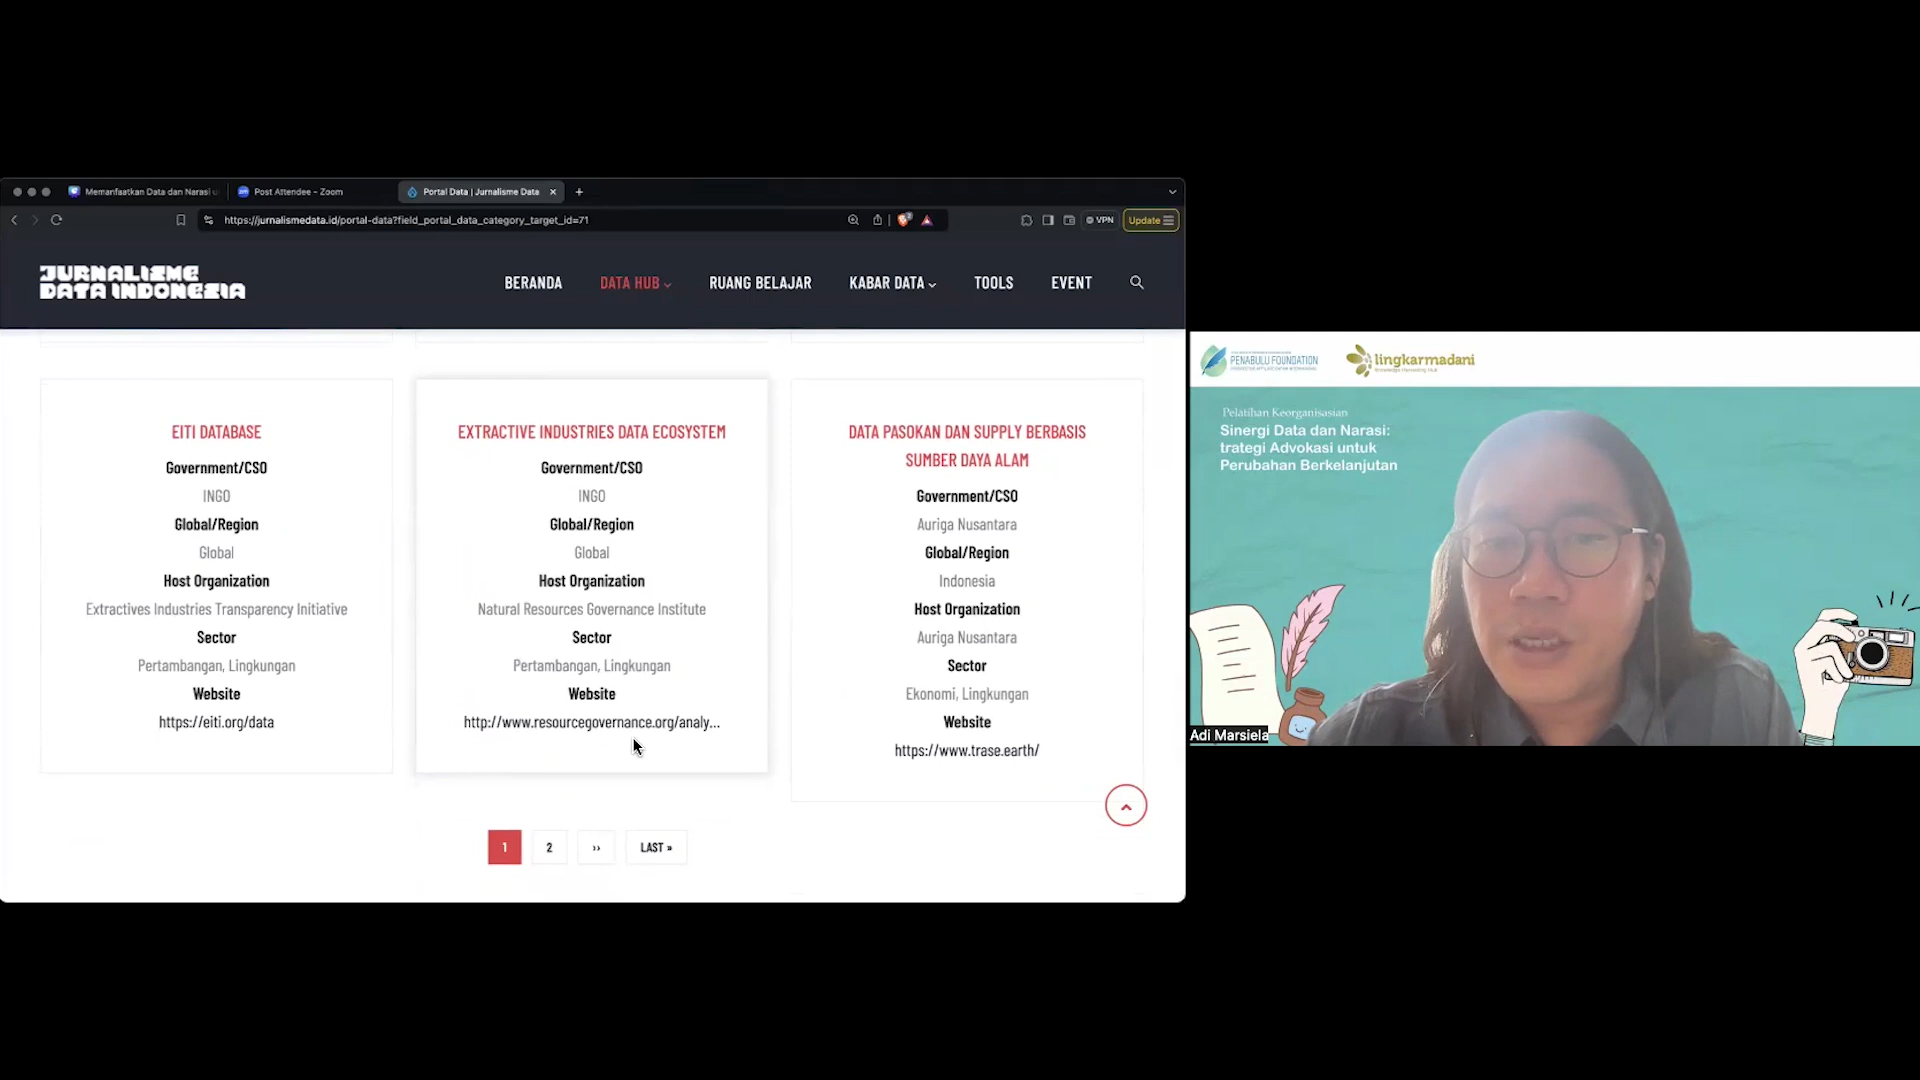 Memanfaatkan Data dan Narasi u
Post Attendee - Zoom
Portal Data | Jurnalisme Data
https://jurnalismedata.id/portal-data?field_portal_data_category_target_id=71
VPN
Update
JURNALISME
DATA INDONESIA
BERANDA
DATA HUB
RUANG BELAJAR
KABAR DATA
TOOLS
EVENT
EITI DATABASE
Government/CSO
INGO
Global/Region
Global
Host Organization
Extractives Industries Transparency Initiative
Sector
Pertambangan, Lingkungan
Website
https://eiti.org/data
EXTRACTIVE INDUSTRIES DATA ECOSYSTEM
Government/CSO
INGO
Global/Region
Global
Host Organization
Natural Resources Governance Institute
Sector
Pertambangan, Lingkungan
Website
http://www.resourcegovernance.org/analy...
DATA PASOKAN DAN SUPPLY BERBASIS
SUMBER DAYA ALAM
Government/CSO
Auriga Nusantara
Global/Region
Indonesia
Host Organization
Auriga Nusantara
Sector
Ekonomi, Lingkungan
Website
https://www.trase.earth/
1
2
››
LAST »
PENABULU FOUNDATION
lingkarmadani
Knowledge Harvesting Hub
Pelatihan Keorganisasian
Sinergi Data dan Narasi:
trategi Advokasi untuk
Perubahan Berkelanjutan
Adi Marsiela